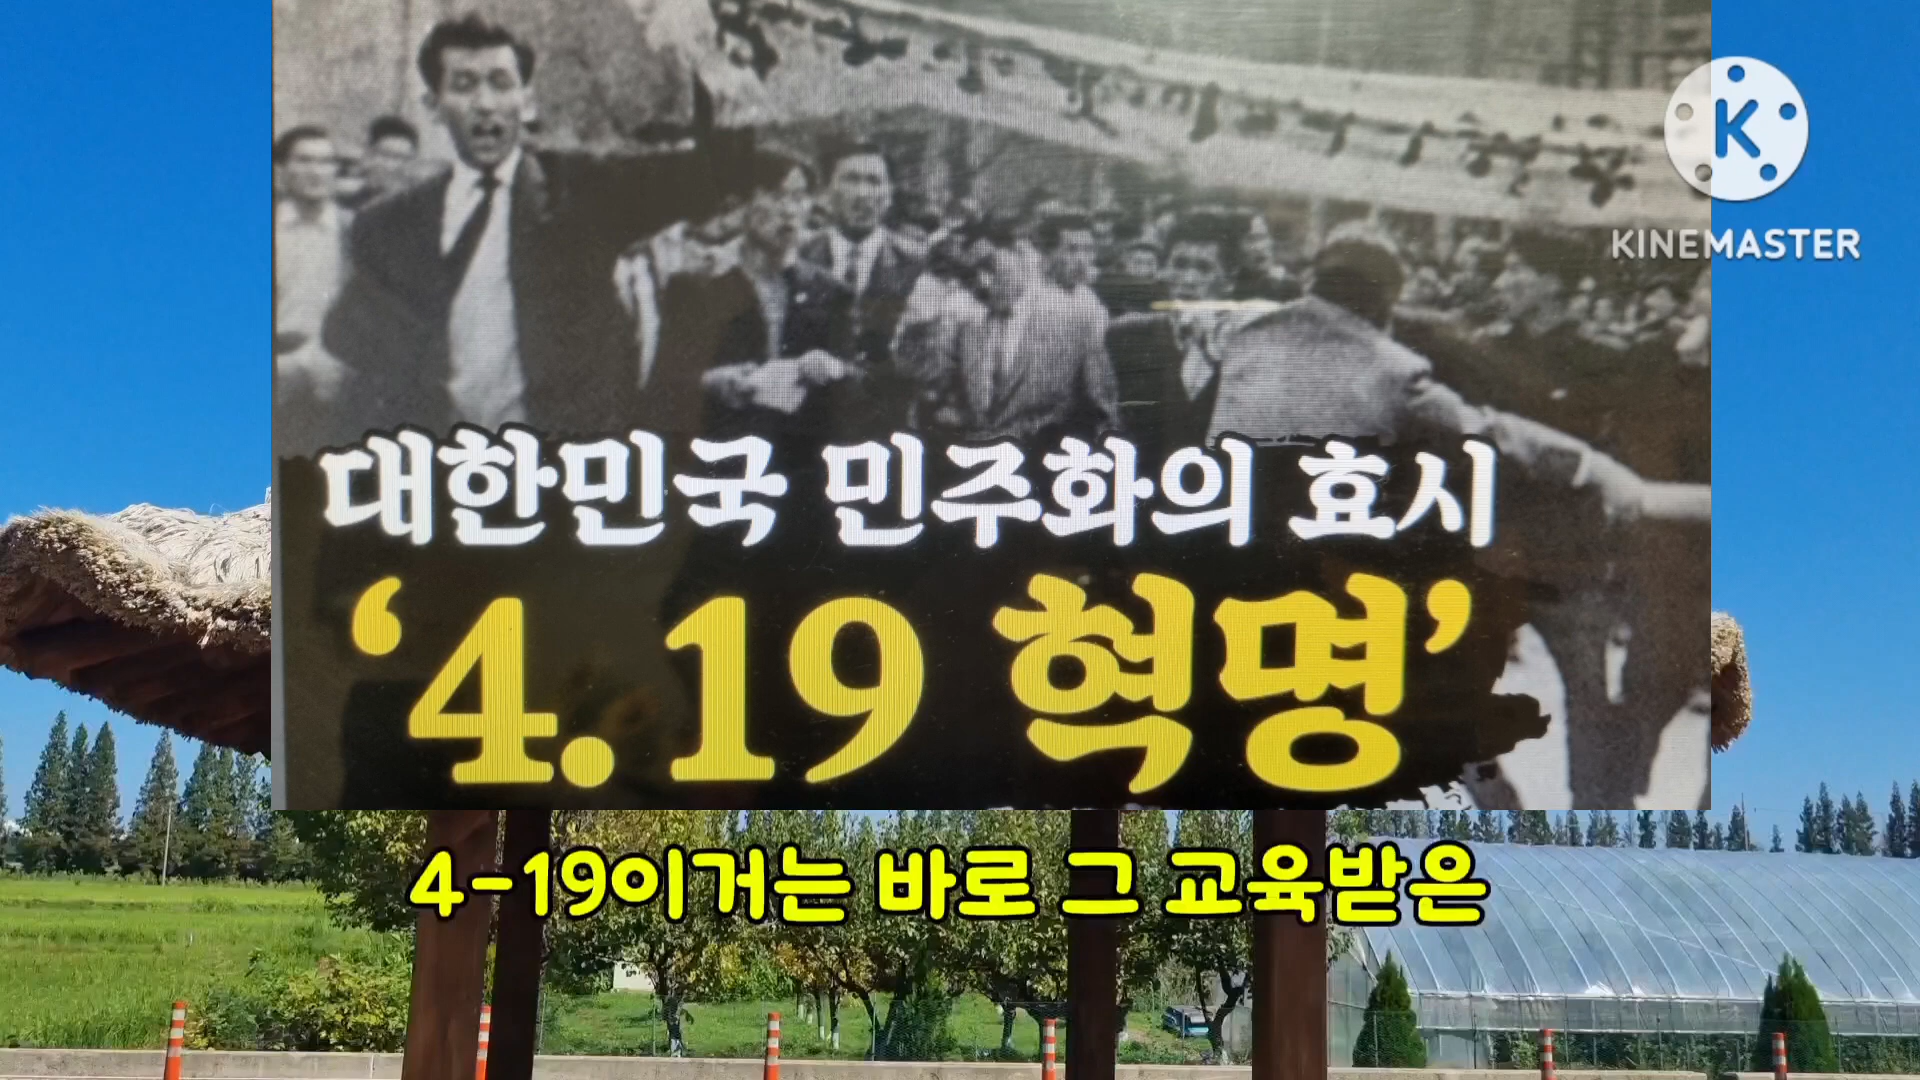 K
KINEMASTER
대한민국 민주화의 효시
‘4.19 혁명’
4-19이거는 바로 그 교육받은